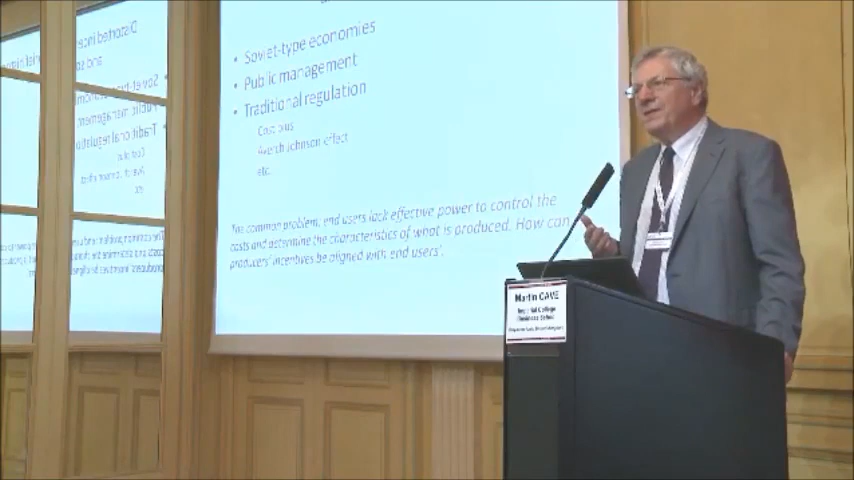 • Soviet-type economies
• Public management
• Traditional regulation
Cost plus
Averch Johnson effect
etc.
The common problem: end users lack effective power to control the
costs and determine the characteristics of what is produced. How can
producers' incentives be aligned with end users'.
Martin CAVE
Imperial College
Business School